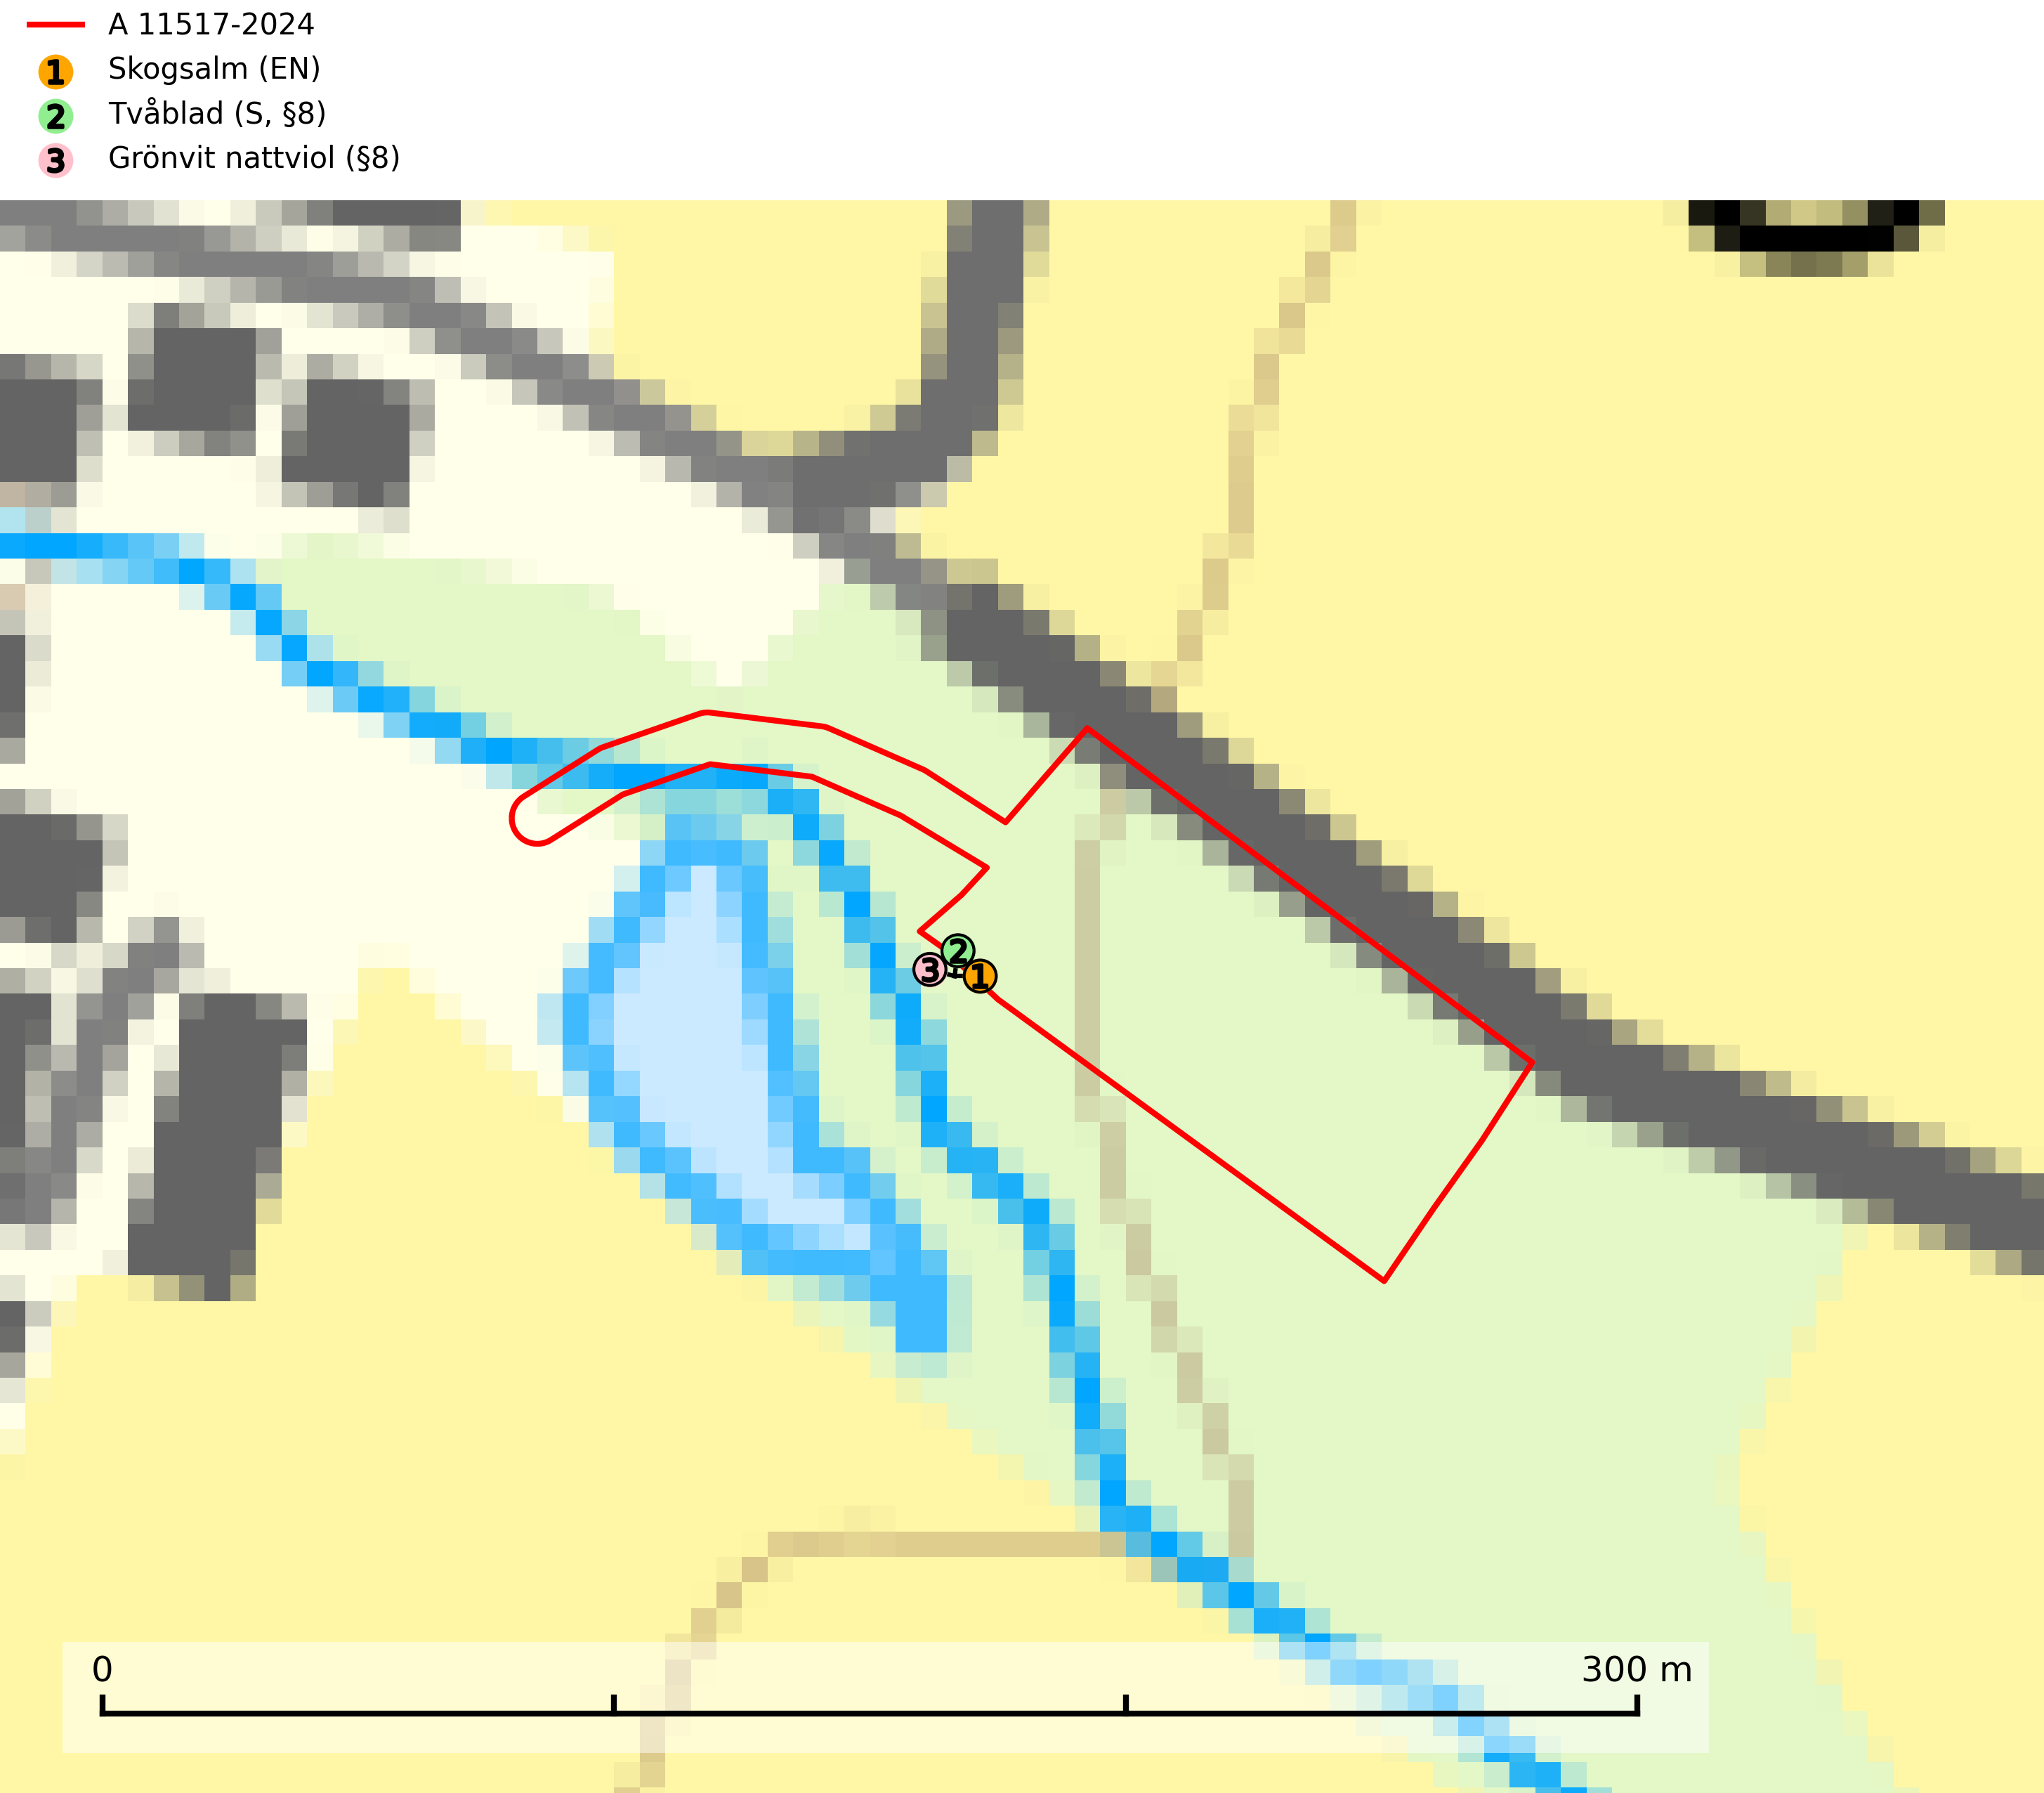 A 11517-2024
1 Skogsalm (EN)
2 Tvåblad (S, §8)
3 Grönvit nattviol (§8)
2
3 1
0 300 m